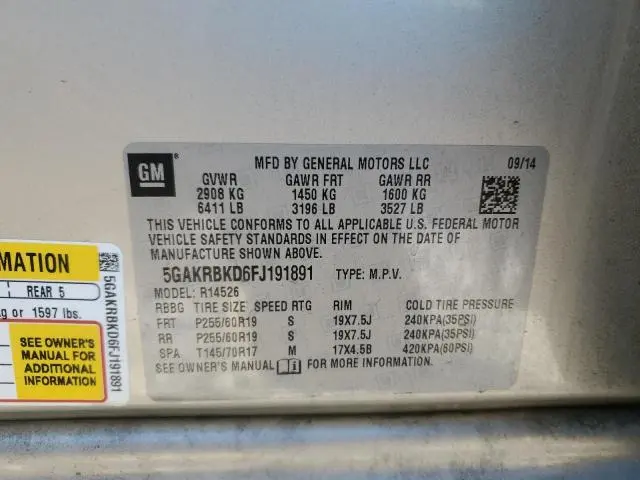 GM ®
MFD BY GENERAL MOTORS LLC 09/14
GVWR GAWR FRT GAWR RR
2908 KG 1450 KG 1600 KG
6411 LB 3196 LB 3527 LB
THIS VEHICLE CONFORMS TO ALL APPLICABLE U.S. FEDERAL MOTOR
VEHICLE SAFETY STANDARDS IN EFFECT ON THE DATE OF
MANUFACTURE SHOWN ABOVE.
5GAKRBKD6FJ191891 TYPE: M.P.V.
MODEL: R14526
RBBG TIRE SIZE SPEED RTG RIM COLD TIRE PRESSURE
FRT P255/60R19 S 19X7.5J 240KPA(35PSI)
RR P255/60R19 S 19X7.5J 240KPA(35PSI)
SPA T145/70R17 M 17X4.5B 420KPA(60PSI)
SEE OWNER'S MANUAL FOR MORE INFORMATION.
MATION
REAR 5
g or 1597 lbs.
SEE OWNER'S
MANUAL FOR
ADDITIONAL
INFORMATION
5GAKRBKD6FJ191891